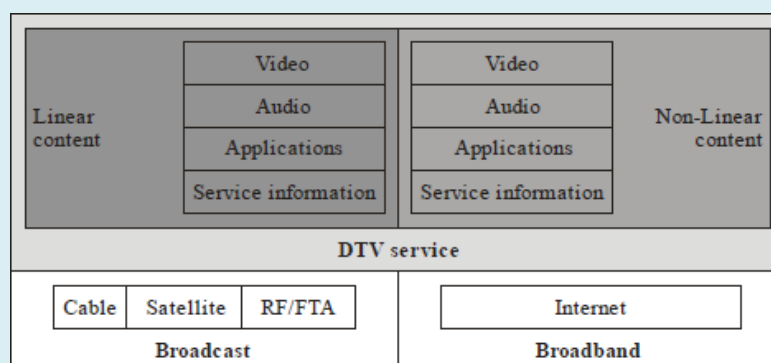 Linear
content
Video
Audio
Applications
Service information
Video
Audio
Applications
Service information
Non-Linear
content
DTV service
Cable
Satellite
RF/FTA
Broadcast
Internet
Broadband